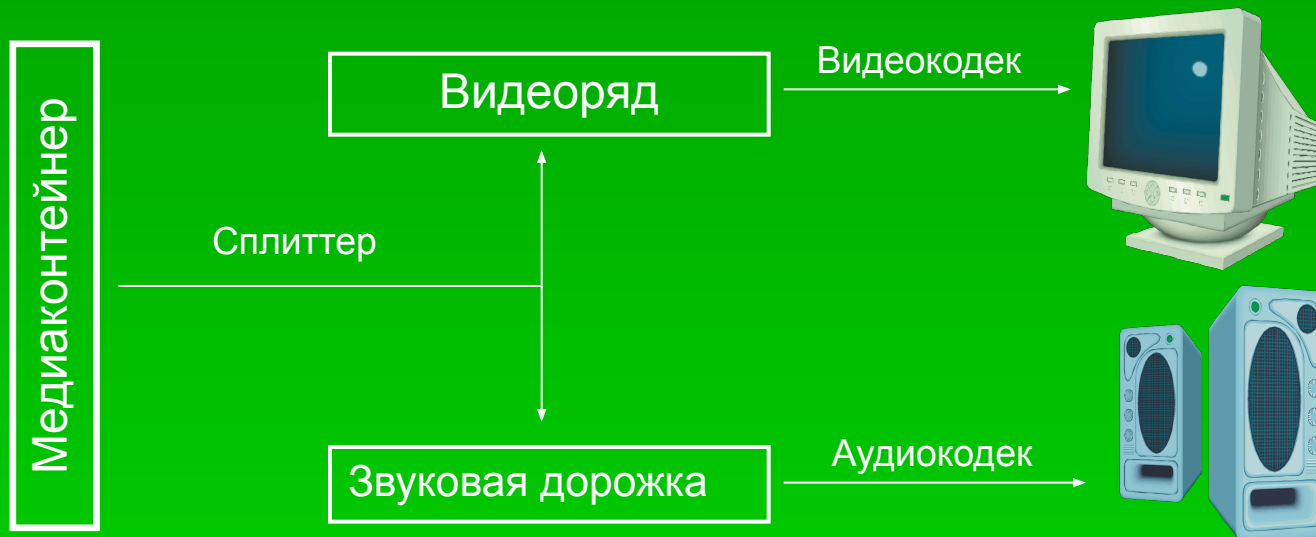 Медиаконтейнер
Сплиттер
Видеоряд
Видеокодек
Звуковая дорожка
Аудиокодек